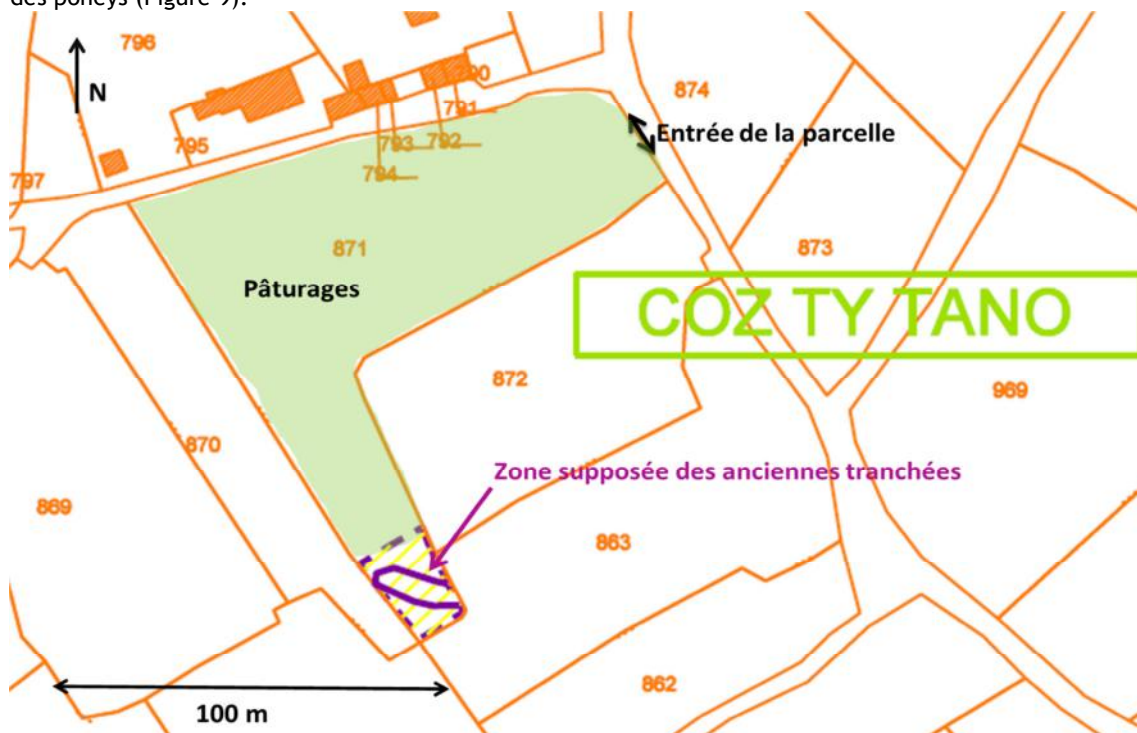 des poneys (Figure 9).
796
N
790
874
791
Entrée de la parcelle
795
793
792
794
797
871
873
Pâturages
COZ TY TANO
872
969
870
Zone supposée des anciennes tranchées
869
863
862
100 m